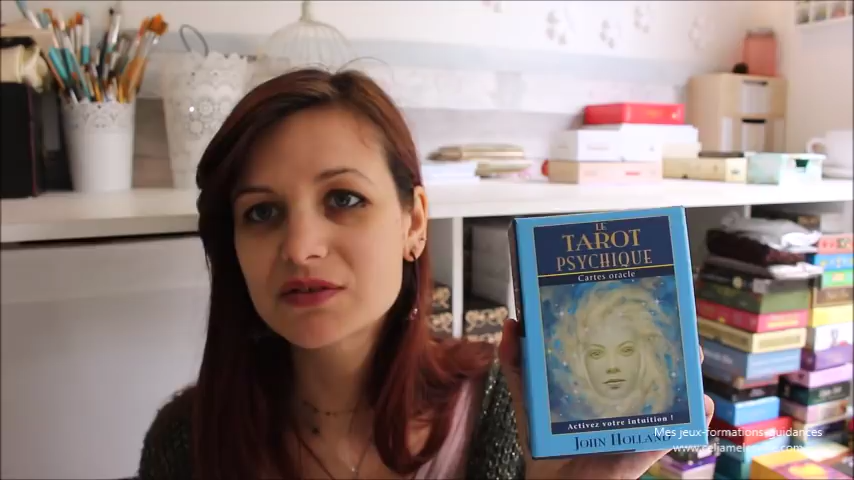 LE
TAROT
PSYCHIQUE
Cartes oracle
Activez votre intuition !
JOHN HOLLAND
Mes jeux-formations-guidances